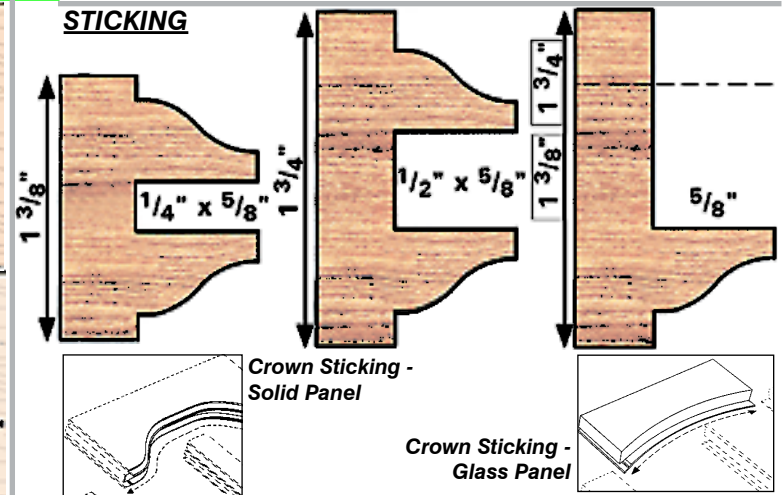 STICKING
1 3/8"
1/4" x 5/8"
1 3/4"
1/2" x 5/8"
1 3/4"
1 3/8"
5/8"
Crown Sticking -
Solid Panel
Crown Sticking -
Glass Panel